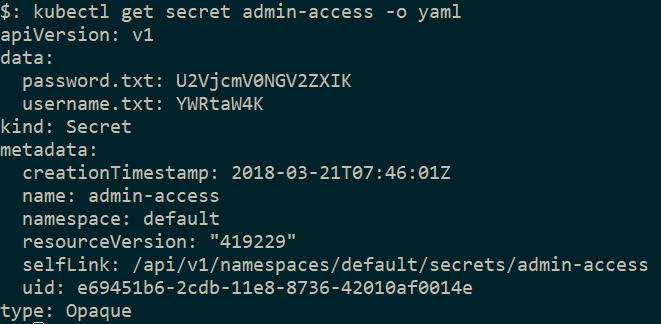 $: kubectl get secret admin-access -o yaml
apiVersion: v1
data:
  password.txt: U2VjcmV0NGV2ZXIK
  username.txt: YWRtaW4K
kind: Secret
metadata:
  creationTimestamp: 2018-03-21T07:46:01Z
  name: admin-access
  namespace: default
  resourceVersion: "419229"
  selfLink: /api/v1/namespaces/default/secrets/admin-access
  uid: e69451b6-2cdb-11e8-8736-42010af0014e
type: Opaque